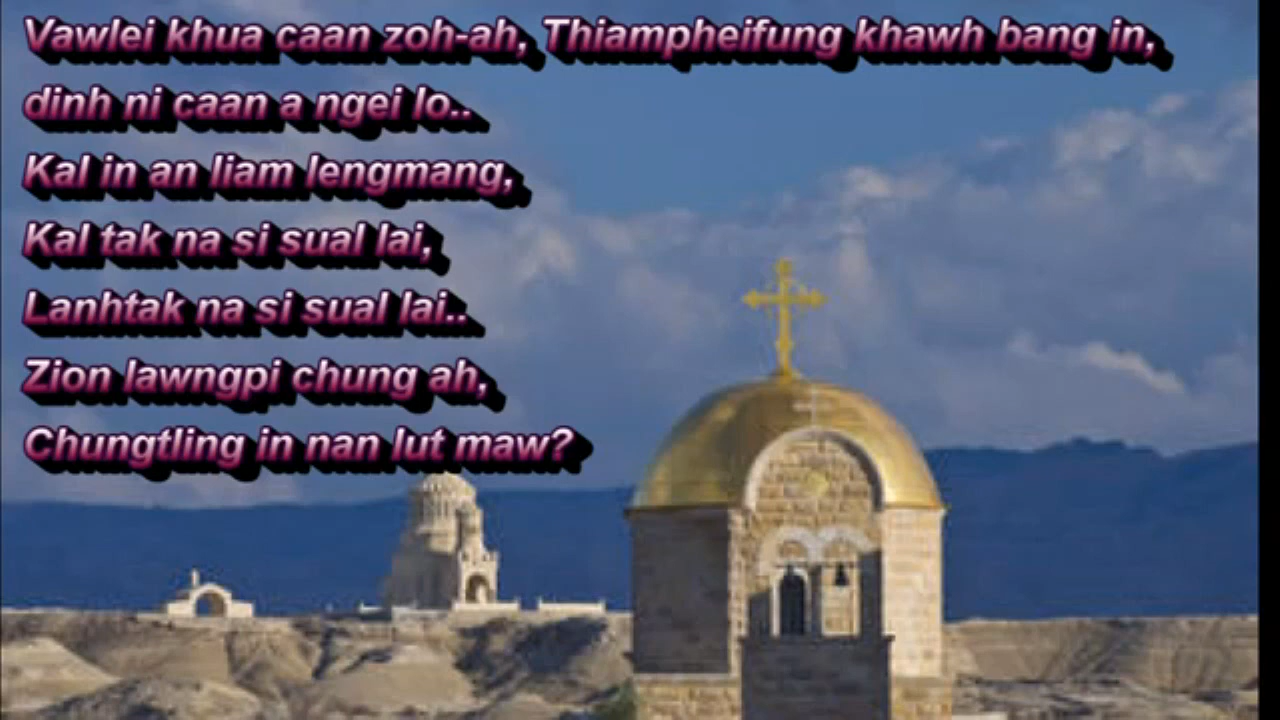 Vawlei khua caan zoh-ah, Thiampheifung khawh bang in,
dinh ni caan a ngei lo..
Kal in an liam lengmang,
Kal tak na si sual lai,
Lanhtak na si sual lai..
Zion lawngpi chung ah,
Chungtling in nan lut maw?